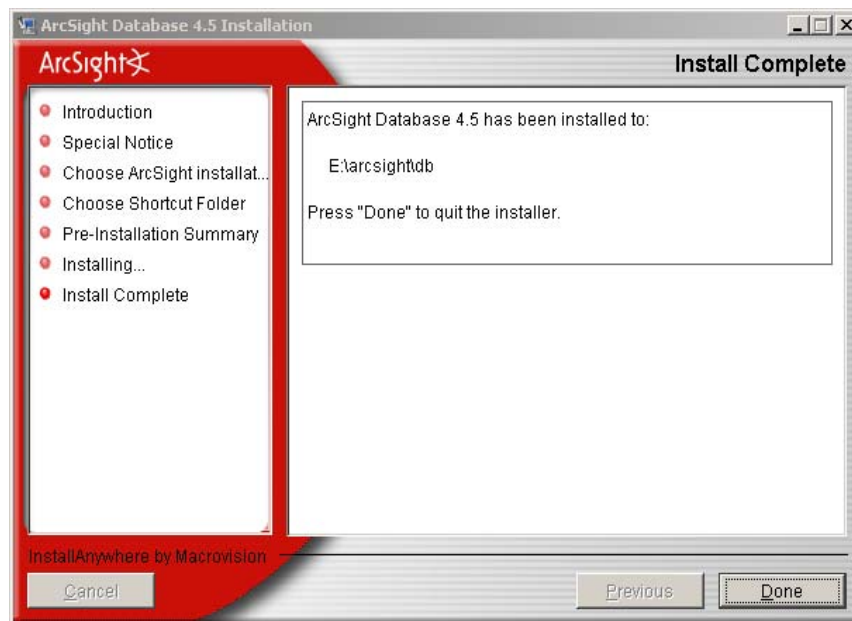 ArcSight Database 4.5 Installation
ArcSight
Install Complete
Introduction
Special Notice
Choose ArcSight installat...
Choose Shortcut Folder
Pre-Installation Summary
Installing...
Install Complete
ArcSight Database 4.5 has been installed to:
E:\arcsight\db
Press "Done" to quit the installer.
InstallAnywhere by Macrovision
Cancel
Previous
Done